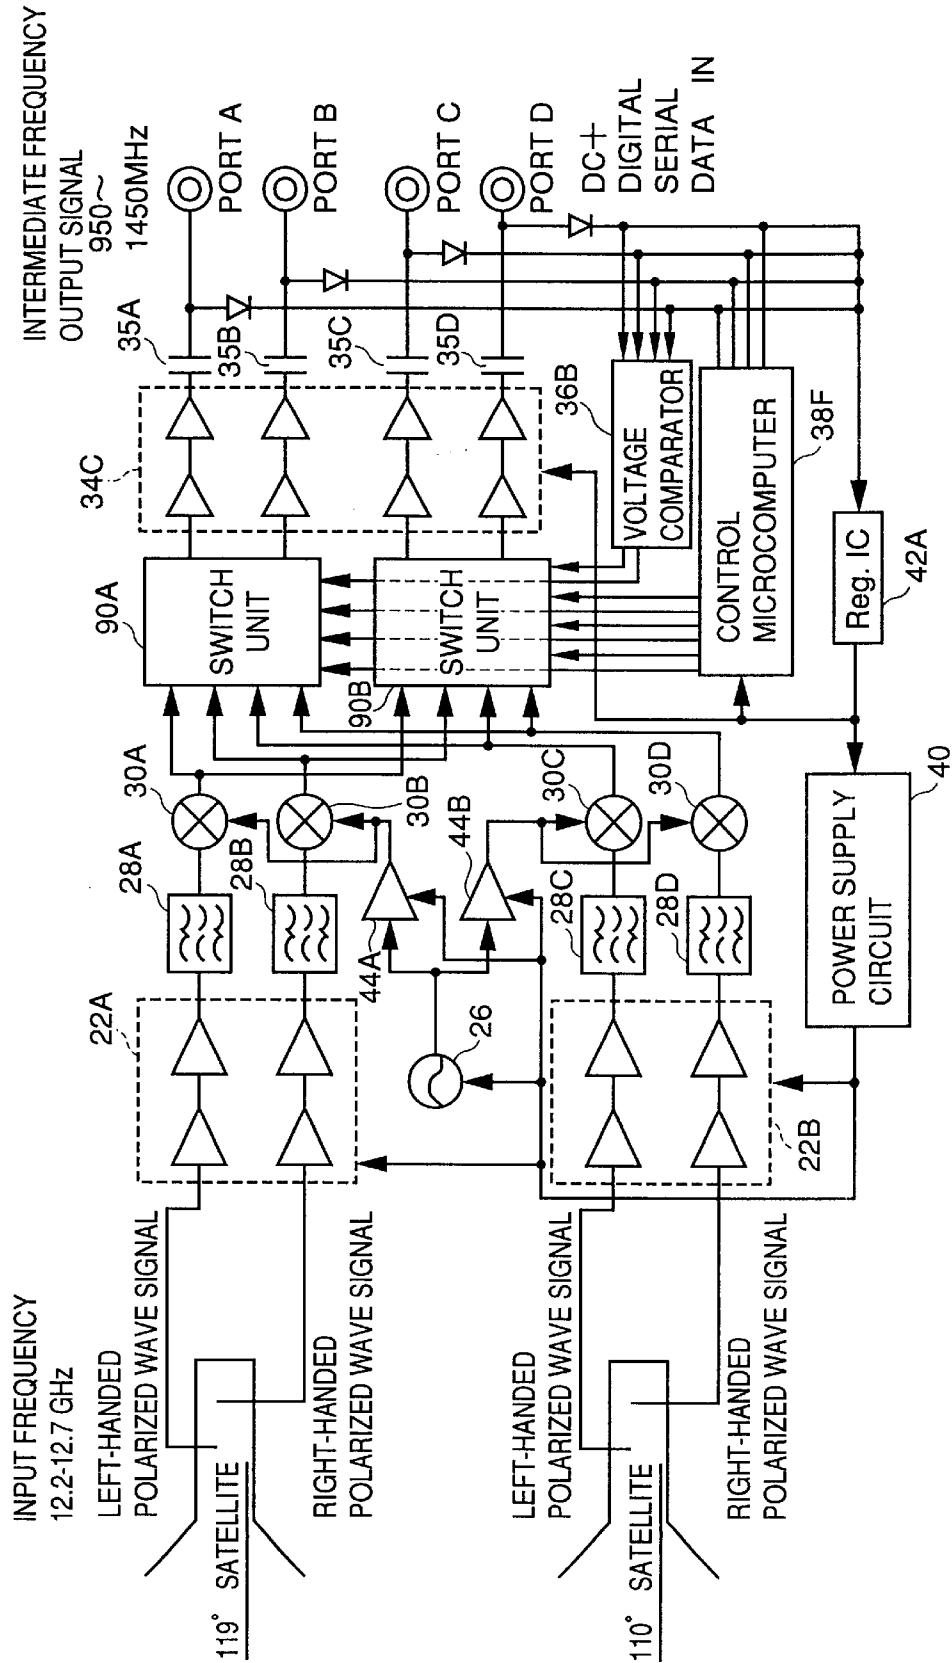 INPUT FREQUENCY
12.2-12.7 GHz
LEFT-HANDED
POLARIZED WAVE SIGNAL
119° SATELLITE
RIGHT-HANDED
POLARIZED WAVE SIGNAL
LEFT-HANDED
POLARIZED WAVE SIGNAL
110° SATELLITE
RIGHT-HANDED
POLARIZED WAVE SIGNAL
22A
22B
26
28A
28B
28C
28D
44A
44B
30A
30B
30C
30D
POWER SUPPLY
CIRCUIT
40
90A
SWITCH
UNIT
90B
SWITCH
UNIT
34C
VOLTAGE
COMPARATOR
36B
CONTROL
MICROCOMPUTER
38F
Reg. IC
42A
35A
35B
35C
35D
INTERMEDIATE FREQUENCY
OUTPUT SIGNAL
950~
1450MHz
PORT A
PORT B
PORT C
PORT D
DC+
DIGITAL
SERIAL
DATA IN